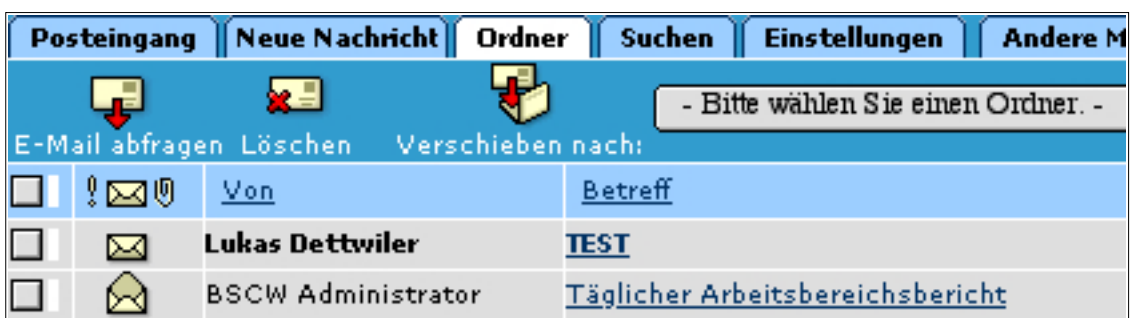 Posteingang Neue Nachricht Ordner Suchen Einstellungen Andere
- Bitte wählen Sie einen Ordner. -
E-Mail abfragen Löschen Verschieben nach:
Von Betreff
Lukas Dettwiler TEST
BSCW Administrator Täglicher Arbeitsbereichsbericht